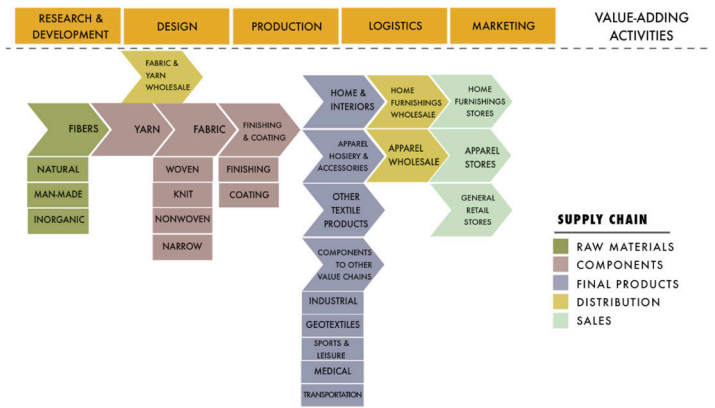 RESEARCH &
DEVELOPMENT
DESIGN
PRODUCTION
LOGISTICS
MARKETING
VALUE-ADDING
ACTIVITIES
FABRIC &
YARN
WHOLESALE
FIBERS
YARN
FABRIC
FINISHING
& COATING
NATURAL
MAN-MADE
INORGANIC
WOVEN
KNIT
NONWOVEN
NARROW
FINISHING
COATING
HOME &
INTERIORS
HOME
FURNISHINGS
WHOLESALE
HOME
FURNISHINGS
STORES
APPAREL
HOSIERY &
ACCESSORIES
APPAREL
WHOLESALE
APPAREL
STORES
OTHER
TEXTILE
PRODUCTS
GENERAL
RETAIL
STORES
COMPONENTS
TO OTHER
VALUE CHAINS
INDUSTRIAL
GEOTEXTILES
SPORTS &
LEISURE
MEDICAL
TRANSPORTATION
SUPPLY CHAIN
RAW MATERIALS
COMPONENTS
FINAL PRODUCTS
DISTRIBUTION
SALES